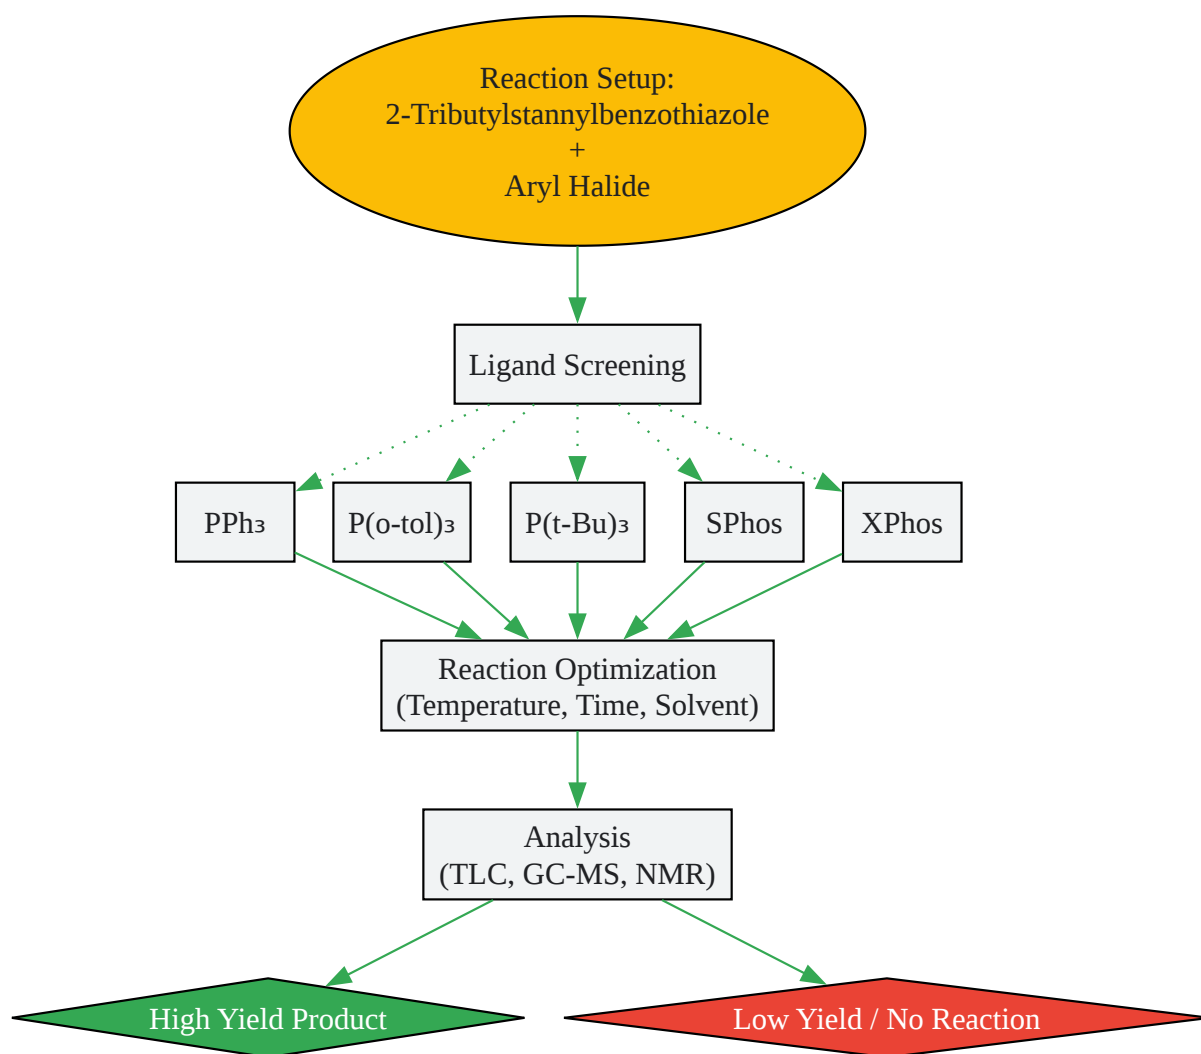 Reaction Setup:
2-Tributylstannylbenzothiazole
+
Aryl Halide
Ligand Screening
PPh₃
P(o-tol)₃
P(t-Bu)₃
SPhos
XPhos
Reaction Optimization
(Temperature, Time, Solvent)
Analysis
(TLC, GC-MS, NMR)
High Yield Product
Low Yield / No Reaction